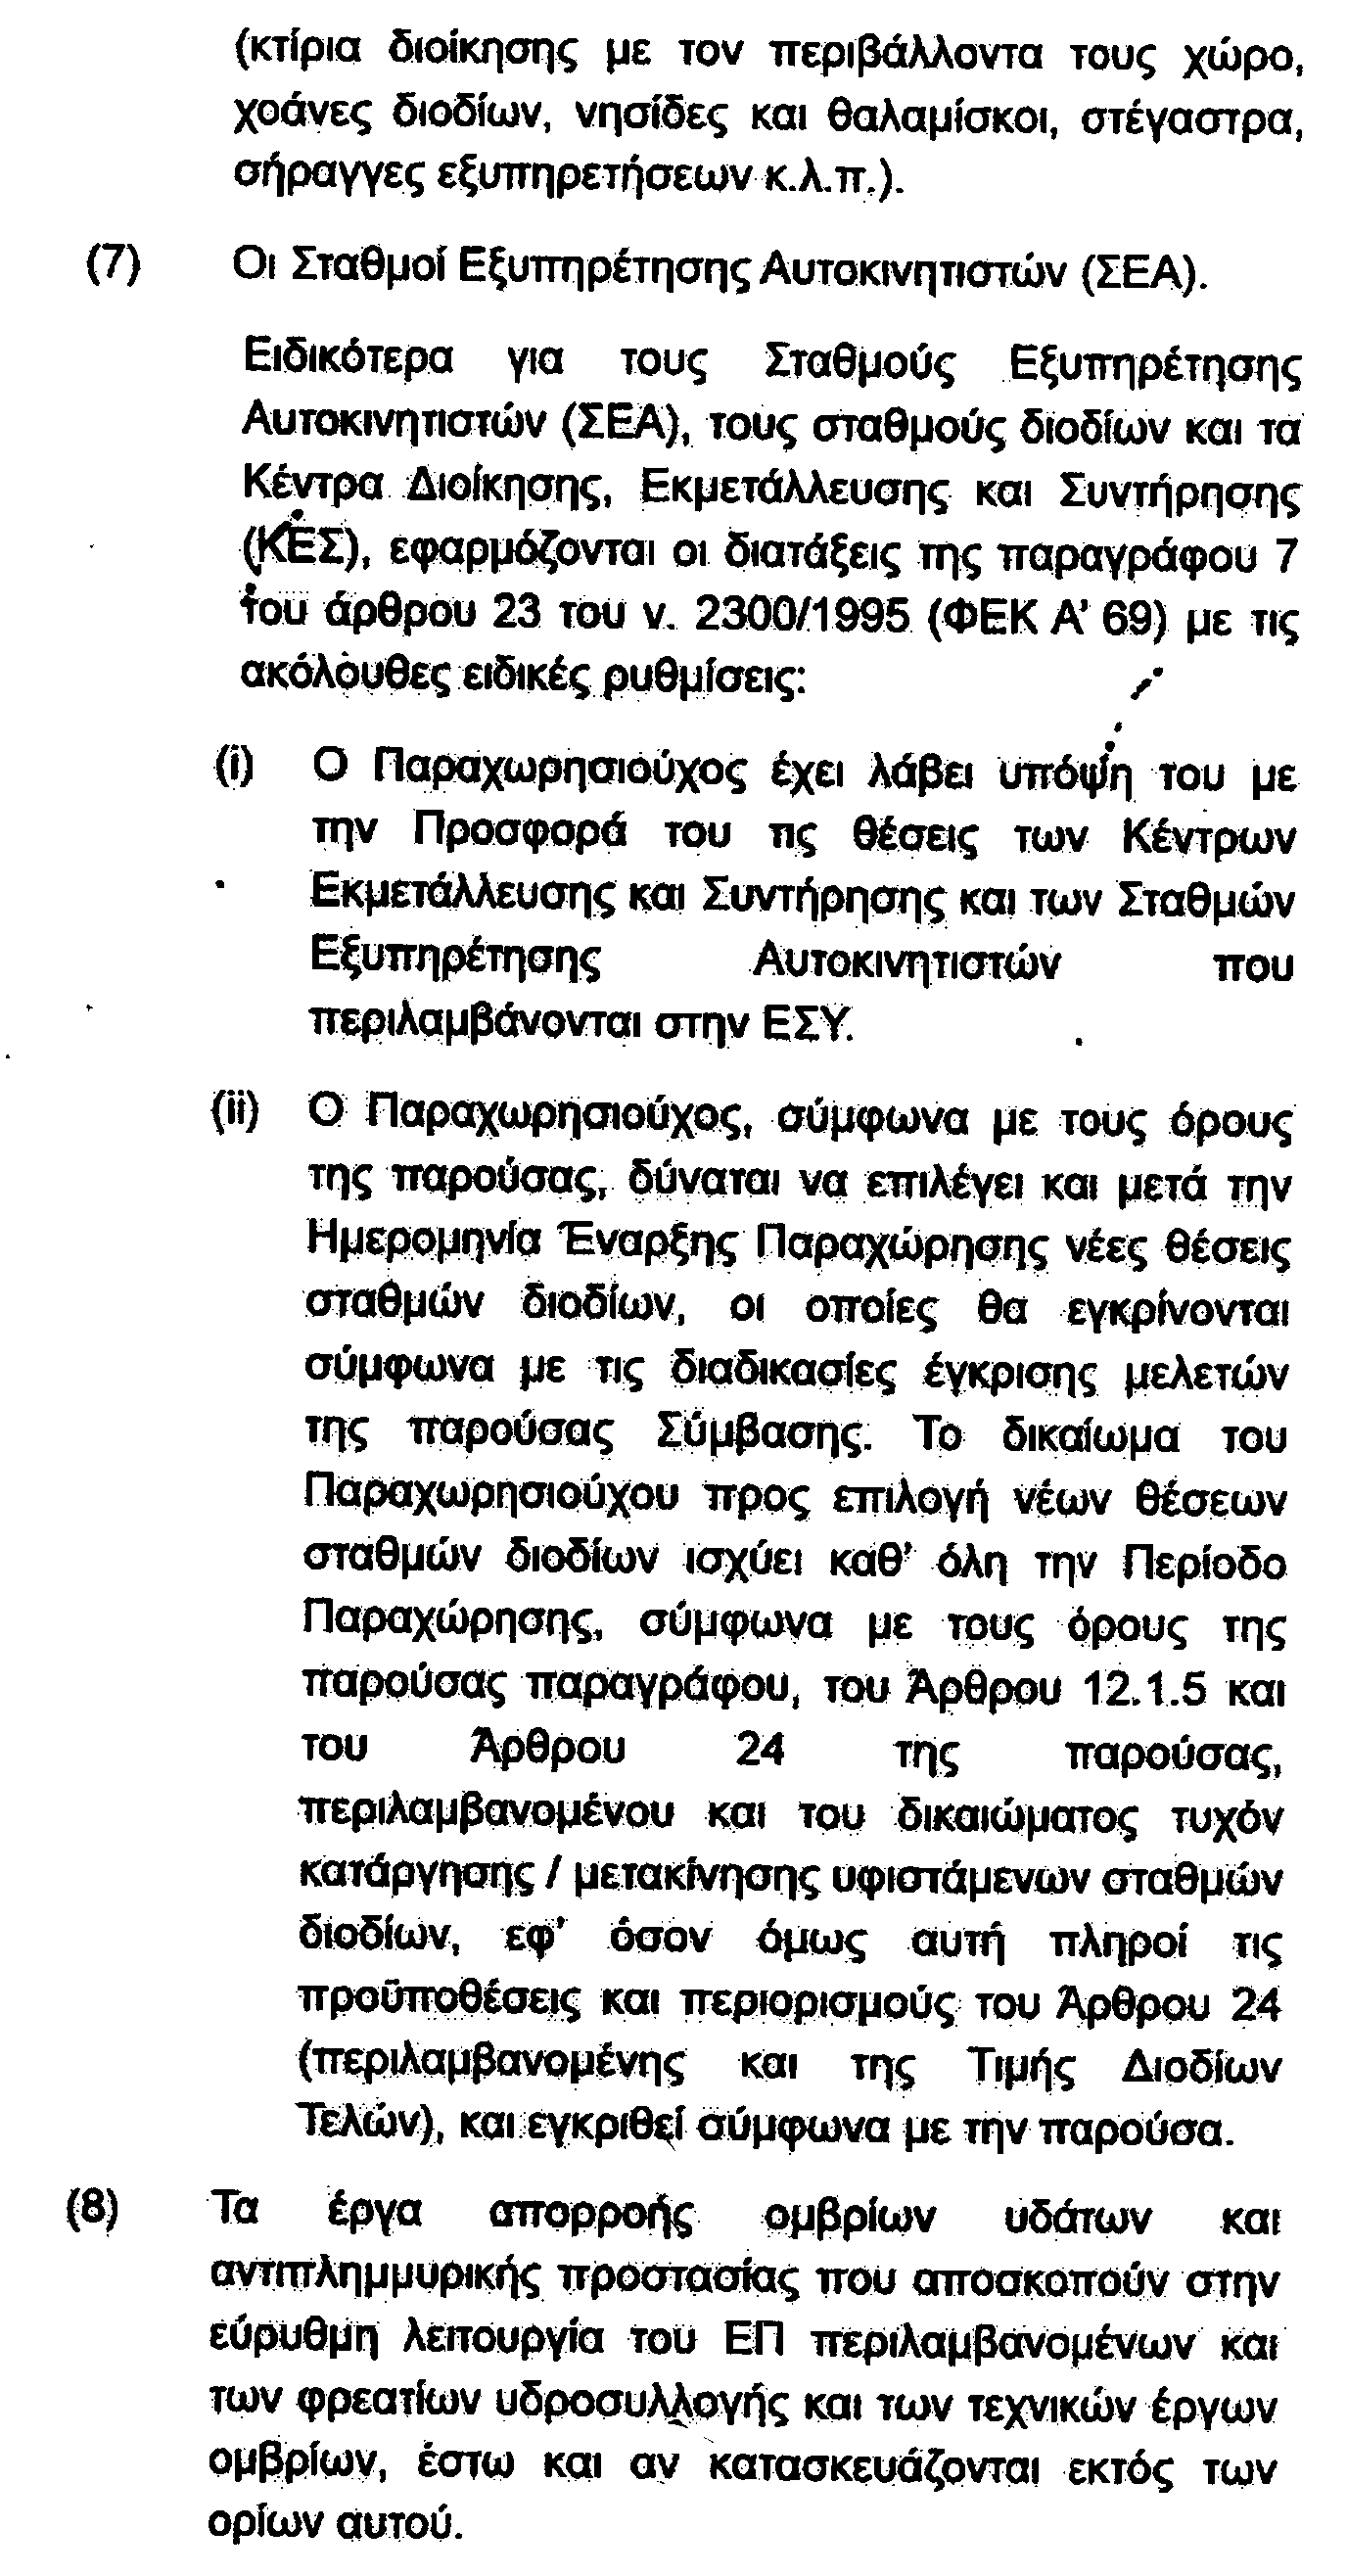 (κτίρια διοίκησης με τον περιβάλλοντα τους χώρο,
χοάνες διοδίων, νησίδες και θαλαμίσκοι, στέγαστρα,
σήραγγες εξυπηρετήσεων κ.λ.π.).
(7) Οι Σταθμοί Εξυπηρέτησης Αυτοκινητιστών (ΣΕΑ).
Ειδικότερα για τους Σταθμούς Εξυπηρέτησης
Αυτοκινητιστών (ΣΕΑ), τους σταθμούς διοδίων και τα
Κέντρα Διοίκησης, Εκμετάλλευσης και Συντήρησης
(ΚΕΣ), εφαρμόζονται οι διατάξεις της παραγράφου 7
του άρθρου 23 του ν. 2300/1995 (ΦΕΚ Α' 69) με τις
ακόλουθες ειδικές ρυθμίσεις:
(i) Ο Παραχωρησιούχος έχει λάβει υπόψη του με
την Προσφορά του τις θέσεις των Κέντρων
Εκμετάλλευσης και Συντήρησης και των Σταθμών
Εξυπηρέτησης Αυτοκινητιστών που
περιλαμβάνονται στην ΕΣΥ.
(ii) Ο Παραχωρησιούχος, σύμφωνα με τους όρους
της παρούσας, δύναται να επιλέγει και μετά την
Ημερομηνία Έναρξης Παραχώρησης νέες θέσεις
σταθμών διοδίων, οι οποίες θα εγκρίνονται
σύμφωνα με τις διαδικασίες έγκρισης μελετών
της παρούσας Σύμβασης. Το δικαίωμα του
Παραχωρησιούχου προς επιλογή νέων θέσεων
σταθμών διοδίων ισχύει καθ' όλη την Περίοδο
Παραχώρησης, σύμφωνα με τους όρους της
παρούσας παραγράφου, του Άρθρου 12.1.5 και
του Άρθρου 24 της παρούσας,
περιλαμβανομένου και του δικαιώματος τυχόν
κατάργησης / μετακίνησης υφιστάμενων σταθμών
διοδίων, εφ' όσον όμως αυτή πληροί τις
προϋποθέσεις και περιορισμούς του Άρθρου 24
(περιλαμβανομένης και της Τιμής Διοδίων
Τελών), και εγκριθεί σύμφωνα με την παρούσα.
(8) Τα έργα απορροής ομβρίων υδάτων και
αντιπλημμυρικής προστασίας που αποσκοπούν στην
εύρυθμη λειτουργία του ΕΠ περιλαμβανομένων και
των φρεατίων υδροσυλλογής και των τεχνικών έργων
ομβρίων, έστω και αν κατασκευάζονται εκτός των
ορίων αυτού.